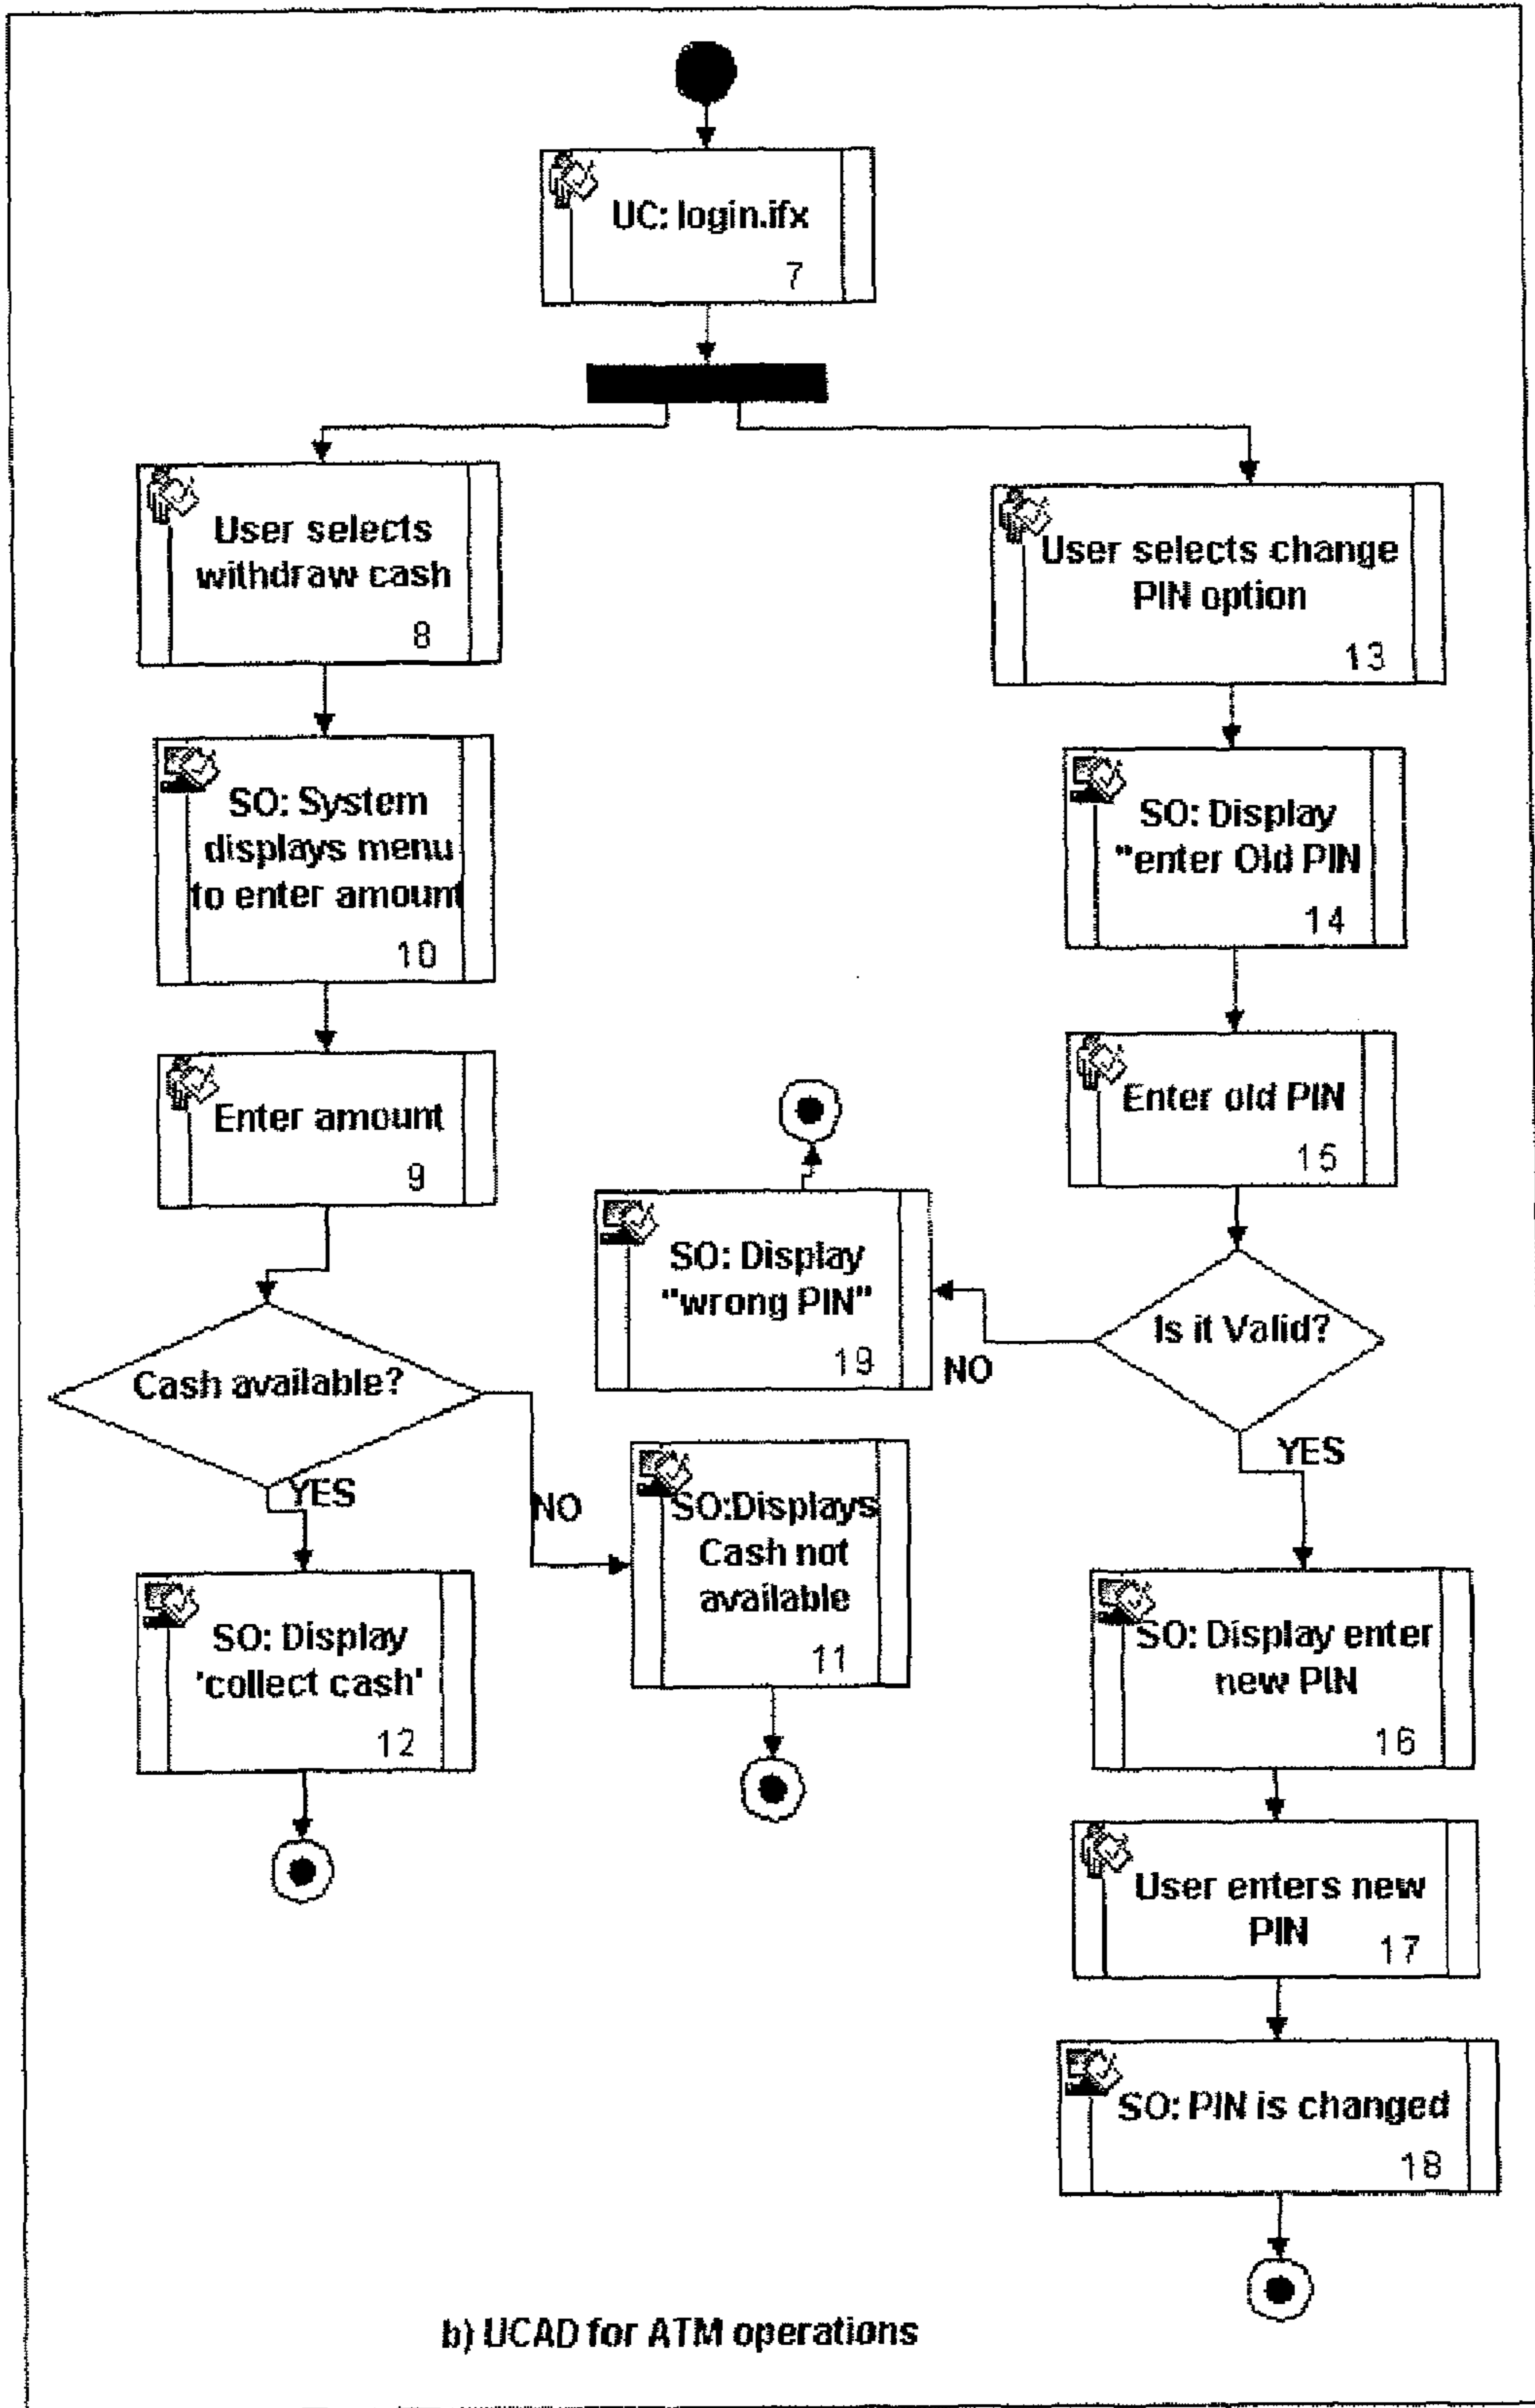 UC: login.ifx
7
User selects
withdraw cash
8
SO: System
displays menu
to enter amount
10
Enter amount
9
Cash available?
YES
NO
SO: Display
'collect cash'
12
SO:Displays
Cash not
available
11
User selects change
PIN option
13
SO: Display
"enter Old PIN
14
Enter old PIN
15
Is it Valid?
NO
YES
SO: Display
"wrong PIN"
19
SO: Display enter
new PIN
16
User enters new
PIN
17
SO: PIN is changed
18
b) UCAD for ATM operations